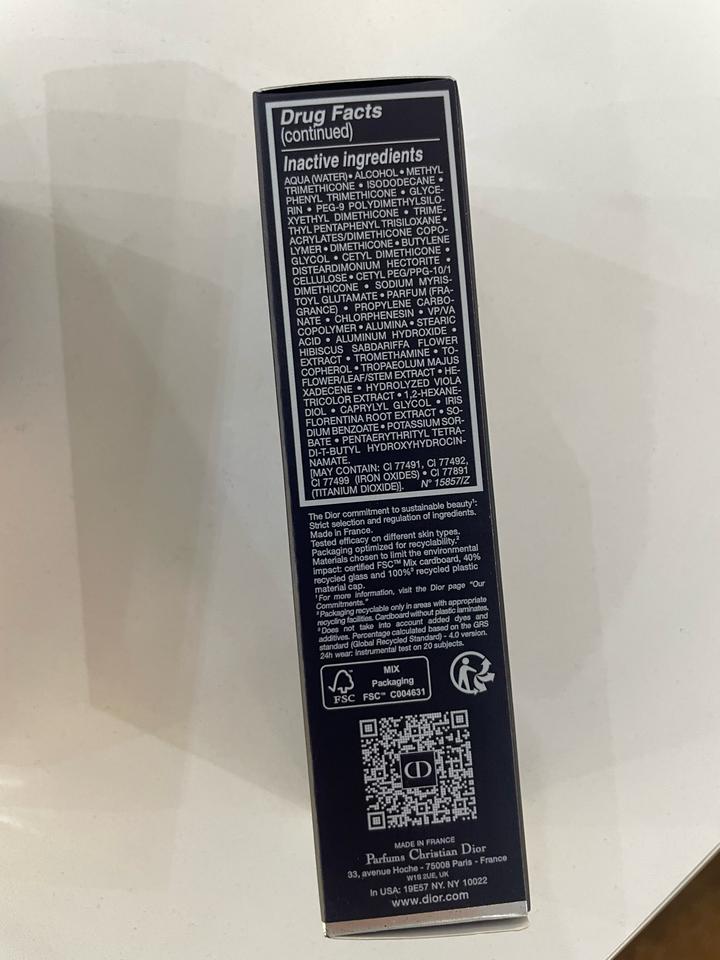 Drug Facts
(continued)
Inactive ingredients
AQUA (WATER) • ALCOHOL • METHYL
TRIMETHICONE • ISODODECANE •
PHENYL TRIMETHICONE • GLYCE-
RIN • PEG-9 POLYDIMETHYLSILO-
XYETHYL DIMETHICONE • TRIME-
THYL PENTAPHENYL TRISILOXANE •
ACRYLATES/DIMETHICONE COPO-
LYMER • DIMETHICONE • BUTYLENE
GLYCOL • CETYL DIMETHICONE •
DISTEARDIMONIUM HECTORITE •
CELLULOSE • CETYL PEG/PPG-10/1
DIMETHICONE • SODIUM MYRIS-
TOYL GLUTAMATE • PARFUM (FRA-
GRANCE) • PROPYLENE CARBO-
NATE • CHLORPHENESIN • VP/VA
COPOLYMER • ALUMINA • STEARIC
ACID • ALUMINUM HYDROXIDE •
HIBISCUS SABDARIFFA FLOWER
EXTRACT • TROMETHAMINE • TO-
COPHEROL • TROPAEOLUM MAJUS
FLOWER/LEAF/STEM EXTRACT • HE-
XADECENE • HYDROLYZED VIOLA
TRICOLOR EXTRACT • 1,2-HEXANE-
DIOL • CAPRYLYL GLYCOL • IRIS
FLORENTINA ROOT EXTRACT • SO-
DIUM BENZOATE • POTASSIUM SOR-
BATE • PENTAERYTHRITYL TETRA-
DI-T-BUTYL HYDROXYHYDROCIN-
NAMATE.
[MAY CONTAIN: CI 77491, CI 77492,
CI 77499 (IRON OXIDES) • CI 77891
(TITANIUM DIOXIDE)]. N° 15857/Z
The Dior commitment to sustainable beauty¹:
Strict selection and regulation of ingredients.
Made in France.
Tested efficacy on different skin types.
Packaging optimized for recyclability.²
Materials chosen to limit the environmental
impact: certified FSC™ Mix cardboard, 40%
recycled glass and 100%³ recycled plastic
material cap.
¹For more information, visit the Dior page "Our
Commitments."
²Packaging recyclable only in areas with appropriate
recycling facilities. Cardboard without plastic laminates.
³Does not take into account added dyes and
additives. Percentage calculated based on the GRS
standard (Global Recycled Standard) - 4.0 version.
24h wear: instrumental test on 20 subjects.
MIX
Packaging
FSC FSC™ C004631
CD
MADE IN FRANCE
Parfums Christian Dior
33, avenue Hoche - 75008 Paris - France
W1S 2UE, UK
In USA: 19E57 NY. NY 10022
www.dior.com